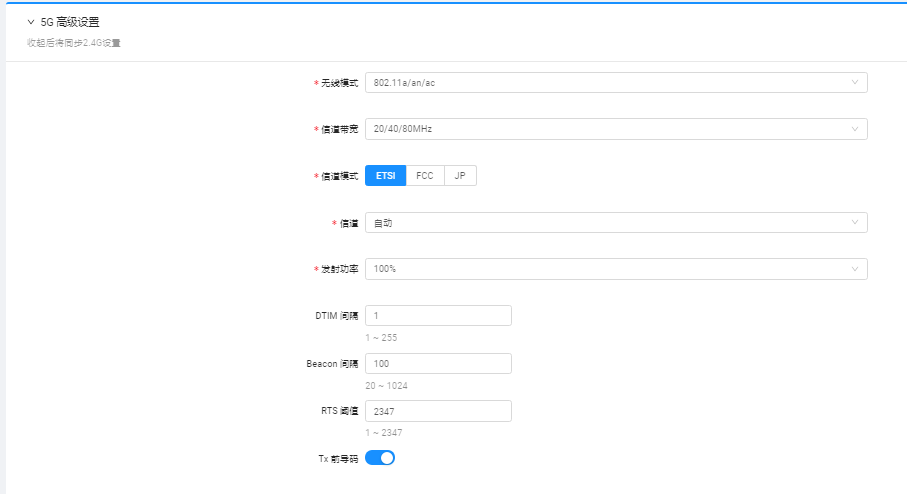 5G 高级设置
收起后将同步2.4G设置
* 无线模式 802.11a/an/ac
* 信道带宽 20/40/80MHz
* 信道模式 ETSI FCC JP
* 信道 自动
* 发射功率 100%
DTIM 间隔 1
1 ~ 255
Beacon 间隔 100
20 ~ 1024
RTS 阈值 2347
1 ~ 2347
Tx 前导码